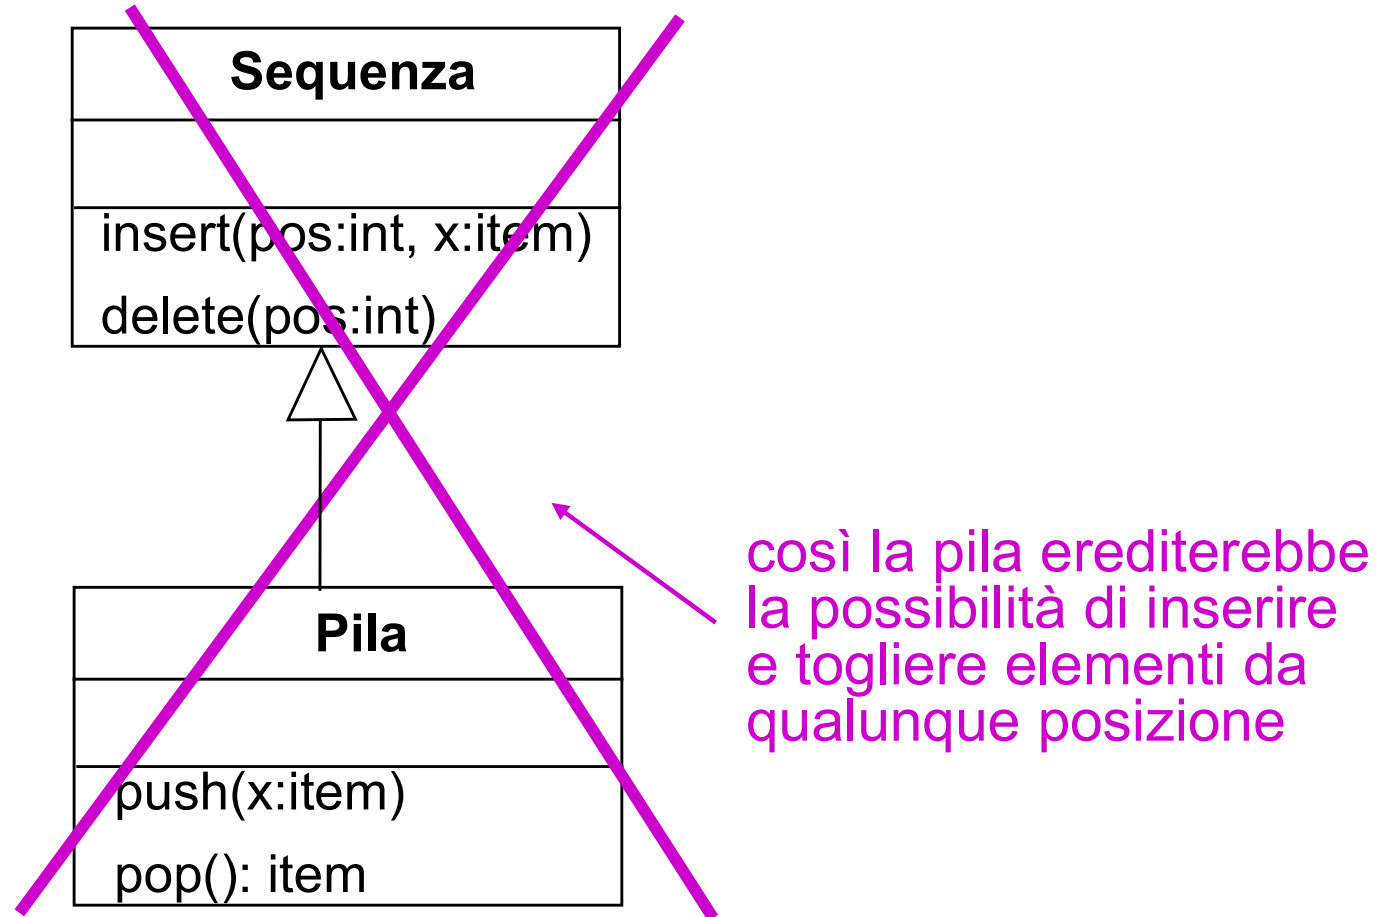 Sequenza
insert(pos:int, x:item)
delete(pos:int)
Pila
push(x:item)
pop(): item
così la pila erediterebbe
la possibilità di inserire
e togliere elementi da
qualunque posizione